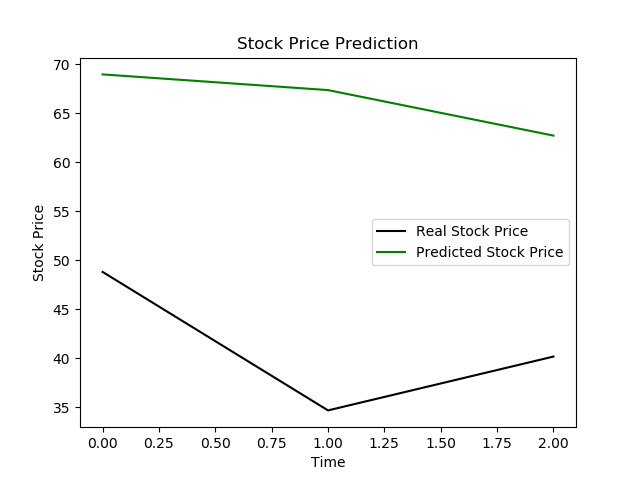 Stock Price Prediction
70
65
60
55
50
45
40
35
Stock Price
Real Stock Price
Predicted Stock Price
0.00 0.25 0.50 0.75 1.00 1.25 1.50 1.75 2.00
Time